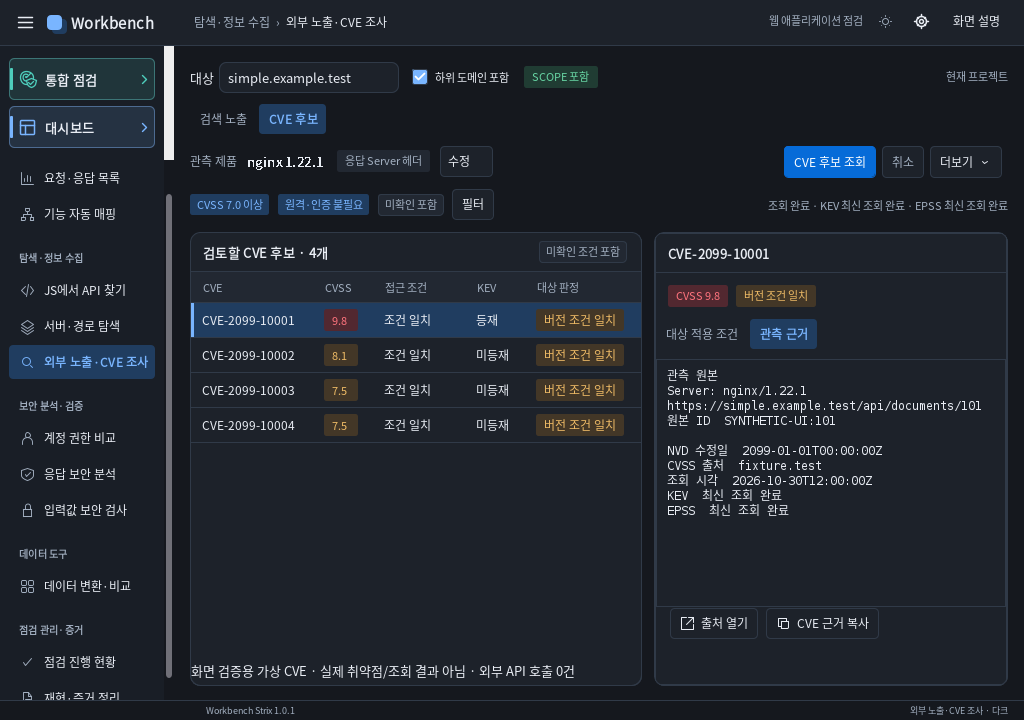 Workbench
탐색·정보 수집 › 외부 노출·CVE 조사
웹 애플리케이션 점검
화면 설명
통합 점검
대시보드
요청·응답 목록
기능 자동 매핑
탐색·정보 수집
JS에서 API 찾기
서버·경로 탐색
외부 노출·CVE 조사
보안 분석·검증
계정 권한 비교
응답 보안 분석
입력값 보안 검사
데이터 도구
데이터 변환·비교
점검 관리·증거
점검 진행 현황
재현·증거 정리
대상 simple.example.test 하위 도메인 포함 SCOPE 포함 현재 프로젝트
검색 노출 CVE 후보
관측 제품 nginx 1.22.1 응답 Server 헤더 수정 CVE 후보 조회 취소 더보기
CVSS 7.0 이상 원격·인증 불필요 미확인 포함 필터 조회 완료 · KEV 최신 조회 완료 · EPSS 최신 조회 완료
검토할 CVE 후보 · 4개 미확인 조건 포함
CVE CVSS 접근 조건 KEV 대상 판정
CVE-2099-10001 9.8 조건 일치 등재 버전 조건 일치
CVE-2099-10002 8.1 조건 일치 미등재 버전 조건 일치
CVE-2099-10003 7.5 조건 일치 미등재 버전 조건 일치
CVE-2099-10004 7.5 조건 일치 미등재 버전 조건 일치
화면 검증용 가상 CVE · 실제 취약점/조회 결과 아님 · 외부 API 호출 0건
CVE-2099-10001
CVSS 9.8 버전 조건 일치
대상 적용 조건 관측 근거
관측 원본
Server: nginx/1.22.1
https://simple.example.test/api/documents/101
원본 ID SYNTHETIC-UI:101
NVD 수정일 2099-01-01T00:00:00Z
CVSS 출처 fixture.test
조회 시각 2026-10-30T12:00:00Z
KEV 최신 조회 완료
EPSS 최신 조회 완료
출처 열기 CVE 근거 복사
Workbench Strix 1.0.1
외부 노출·CVE 조사 · 다크